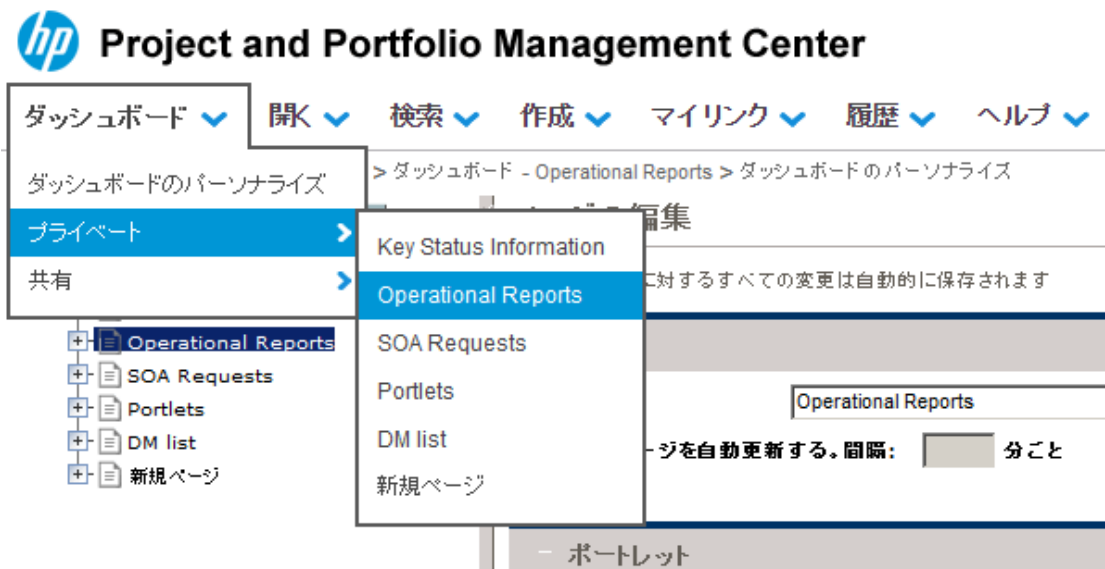 hp Project and Portfolio Management Center
ダッシュボード 開く 検索 作成 マイリンク 履歴 ヘルプ
> ダッシュボード - Operational Reports > ダッシュボードのパーソナライズ
ダッシュボードのパーソナライズ
プライベート
共有
編集
Key Status Information
Operational Reports
SOA Requests
Portlets
DM list
新規ページ
に対するすべての変更は自動的に保存されます
Operational Reports
SOA Requests
Portlets
DM list
新規ページ
Operational Reports
ージを自動更新する。間隔: 分ごと
ポートレット